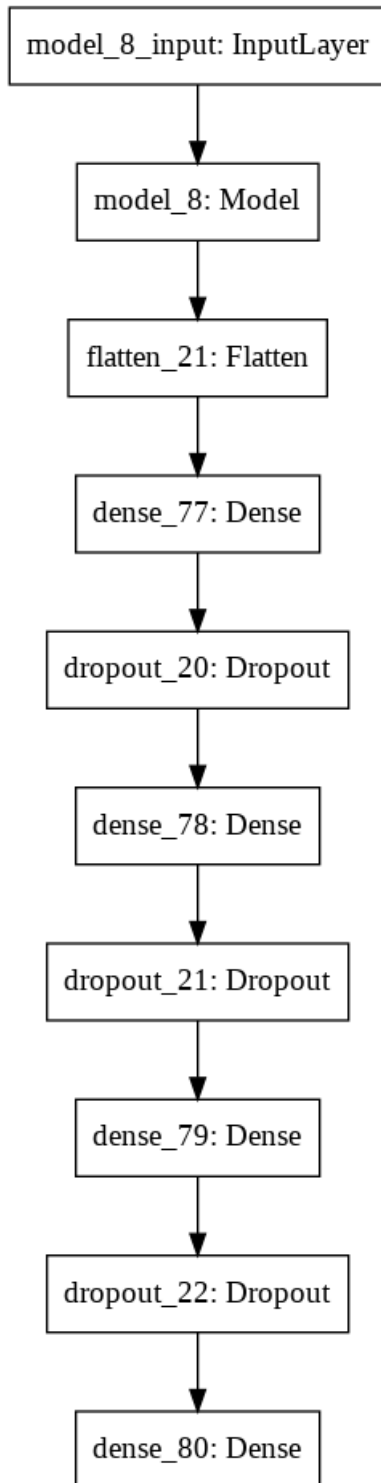 model_8_input: InputLayer
model_8: Model
flatten_21: Flatten
dense_77: Dense
dropout_20: Dropout
dense_78: Dense
dropout_21: Dropout
dense_79: Dense
dropout_22: Dropout
dense_80: Dense